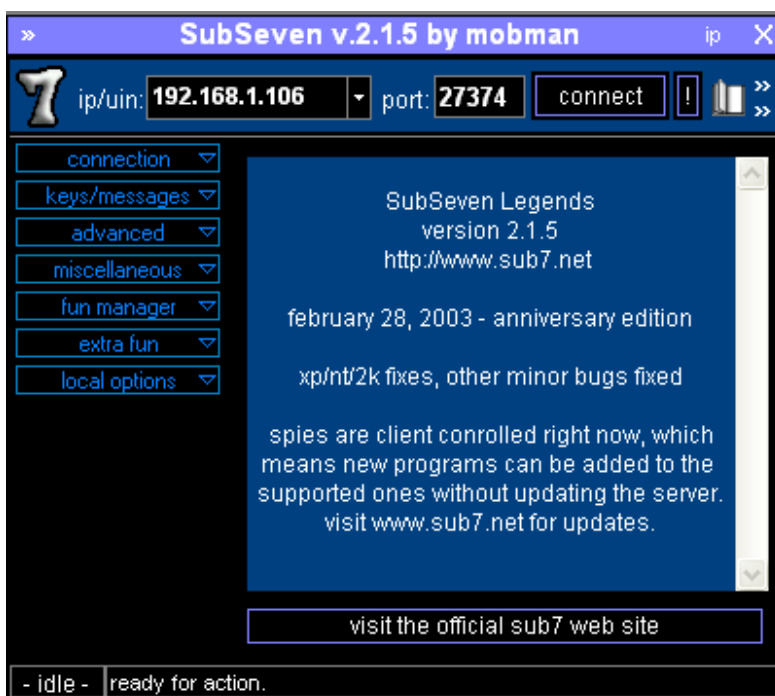 » SubSeven v.2.1.5 by mobman ip X
7 ip/uin: 192.168.1.106 port: 27374 connect ! »
»
connection
keys/messages
advanced
miscellaneous
fun manager
extra fun
local options
SubSeven Legends
version 2.1.5
http://www.sub7.net
february 28, 2003 - anniversary edition
xp/nt/2k fixes, other minor bugs fixed
spies are client conrolled right now, which
means new programs can be added to the
supported ones without updating the server.
visit www.sub7.net for updates.
visit the official sub7 web site
- idle - ready for action.